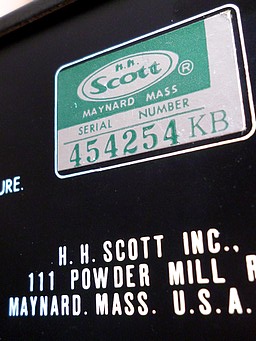 H.H.
Scott ®
MAYNARD MASS
SERIAL NUMBER
454254 KB
URE.
H. H. SCOTT INC.,
111 POWDER MILL R
MAYNARD. MASS. U.S.A.